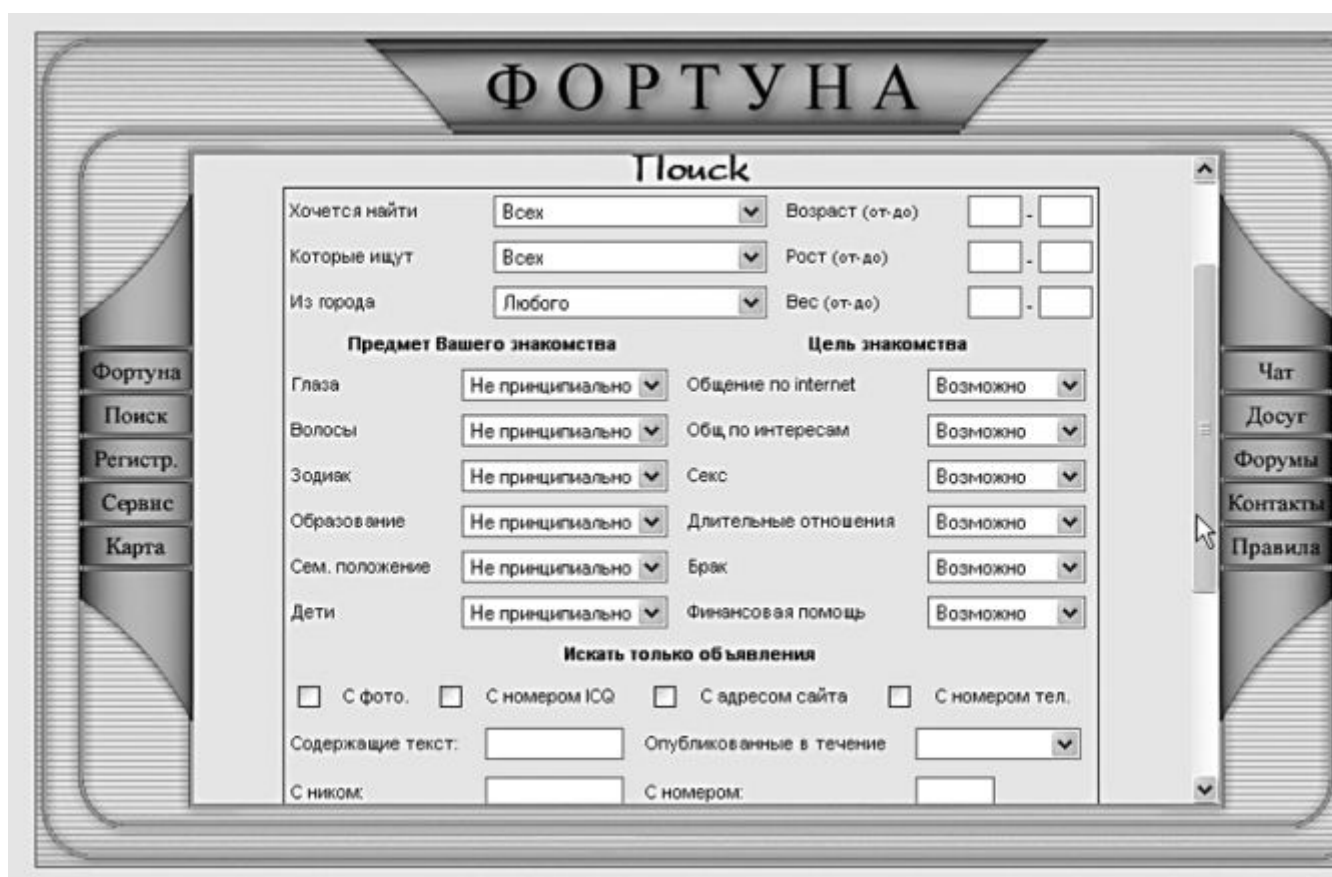 ФОРТУНА
Поиск
Хочется найти Всех Возраст (от-до) -
Которые ищут Всех Рост (от-до) -
Из города Любого Вес (от-до) -
Предмет Вашего знакомства Цель знакомства
Глаза Не принципиально Общение по internet Возможно
Волосы Не принципиально Общ, по интересам Возможно
Зодиак Не принципиально Секс Возможно
Образование Не принципиально Длительные отношения Возможно
Сем. положение Не принципиально Брак Возможно
Дети Не принципиально Финансовая помощь Возможно
Искать только объявления
С фото. С номером ICQ С адресом сайта С номером тел.
Содержащие текст: Опубликованные в течение
С ником: С номером:
Фортуна
Поиск
Регистр.
Сервис
Карта
Чат
Досуг
Форумы
Контакты
Правила